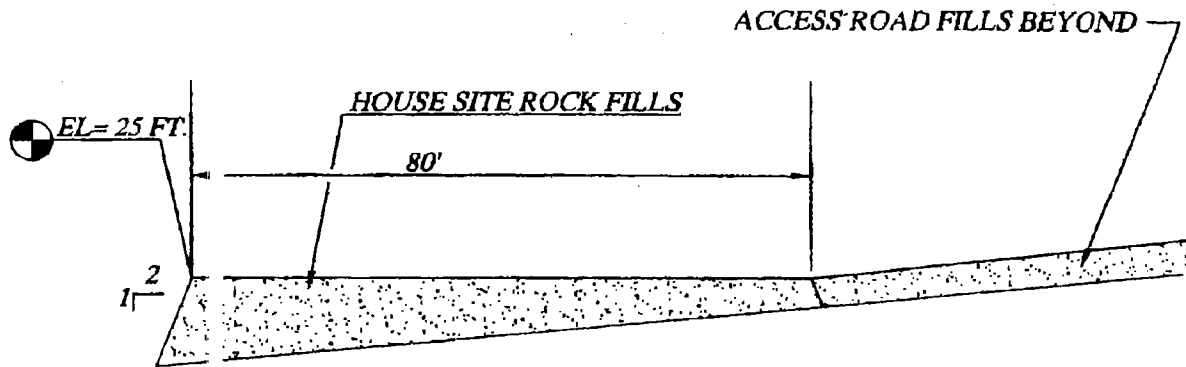 ACCESS ROAD FILLS BEYOND
HOUSE SITE ROCK FILLS
EL= 25 FT.
80'
2
1